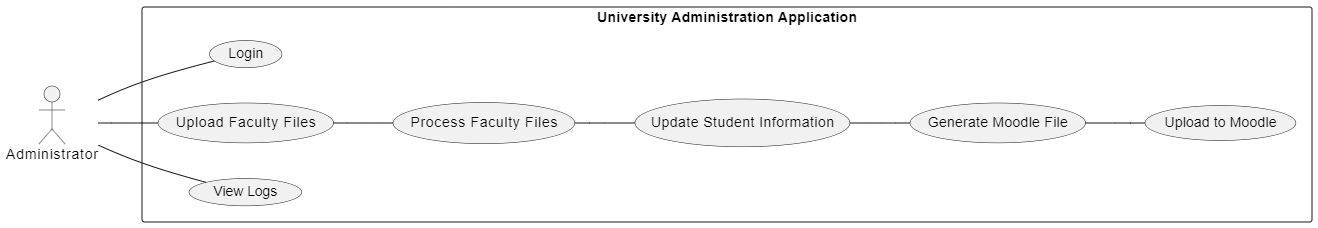 University Administration Application
Login
Upload Faculty Files
Process Faculty Files
Update Student Information
Generate Moodle File
Upload to Moodle
Administrator
View Logs